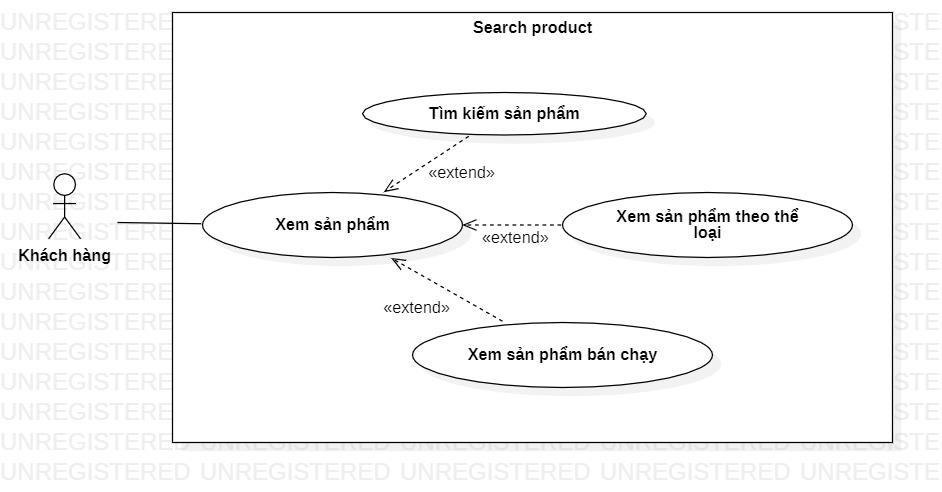 Search product
Tìm kiếm sản phẩm
«extend»
Xem sản phẩm
Xem sản phẩm theo thể
loại
«extend»
Khách hàng
«extend»
Xem sản phẩm bán chạy
UNREGISTERED UNREGISTERED UNREGISTERED UNREGISTERED UNREGISTERED